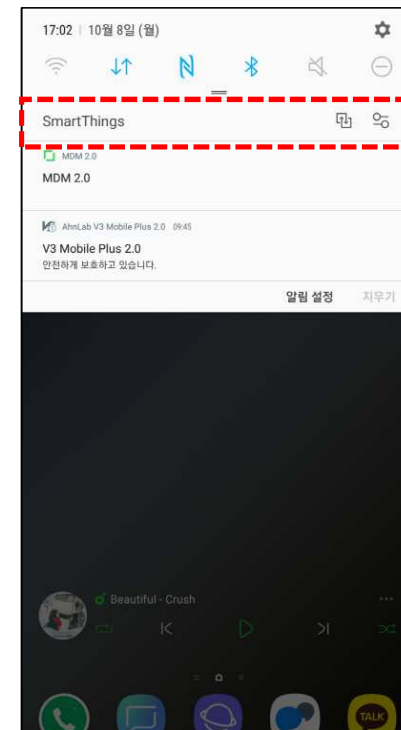 17:02 | 10월 8일 (월)
SmartThings
MDM 2.0
MDM 2.0
AhnLab V3 Mobile Plus 2.0 09:45
V3 Mobile Plus 2.0
안전하게 보호하고 있습니다.
알림 설정 지우기
Beautiful - Crush
TALK